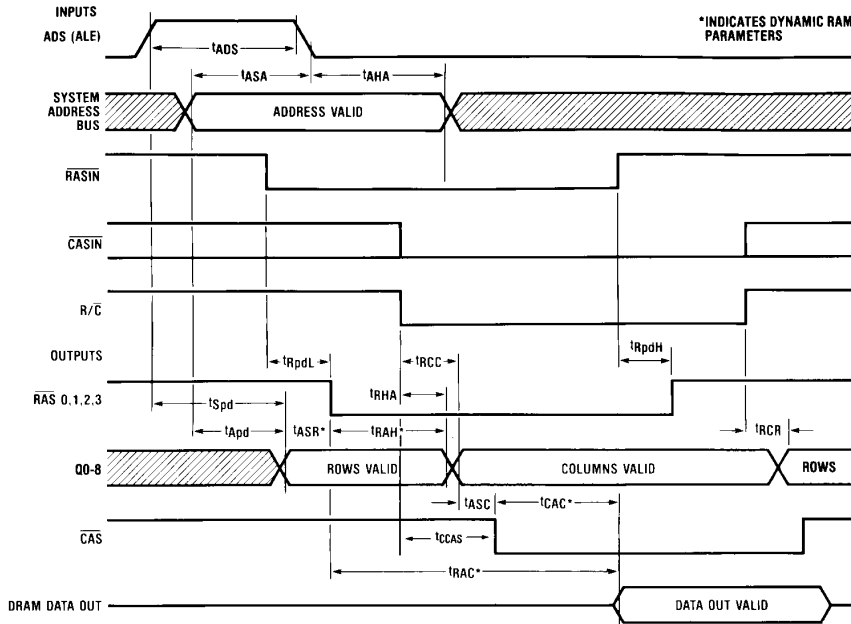 INPUTS
ADS (ALE)
*INDICATES DYNAMIC RAM
PARAMETERS
tADS
tASA
tAHA
SYSTEM
ADDRESS
BUS
ADDRESS VALID
RASIN
CASIN
R/C
OUTPUTS
tRpdL
tRCC
tRpdH
RAS 0,1,2,3
tSpd
tRHA
tApd
tASR*
tRAH*
tRCR
Q0-8
ROWS VALID
COLUMNS VALID
ROWS
tASC
tCAC*
CAS
tCCAS
tRAC*
DRAM DATA OUT
DATA OUT VALID